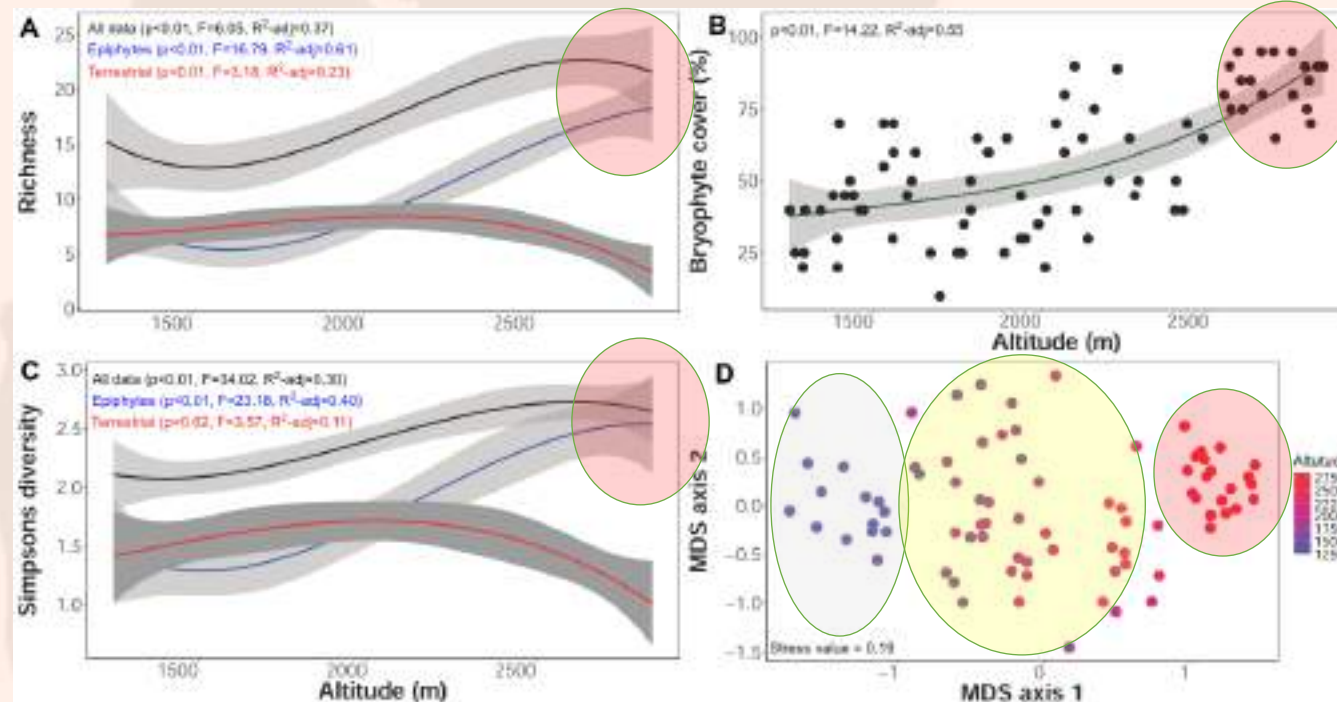 A
All data (p<0.01, F=6.05, R²-adj=0.37)
Epiphytes (p<0.01, F=16.79, R²-adj=0.61)
Terrestrial (p<0.01, F=3.18, R²-adj=0.23)
Richness
25
20
15
10
5
0
1500
2000
2500
B
p<0.01, F=14.22, R²-adj=0.55
Bryophyte cover (%)
100
75
50
25
1500
2000
2500
Altitude (m)
C
All data (p<0.01, F=34.02, R²-adj=0.30)
Epiphytes (p<0.01, F=23.18, R²-adj=0.40)
Terrestrial (p=0.02, F=3.57, R²-adj=0.11)
Simpsons diversity
3.0
2.5
2.0
1.5
1.0
1500
2000
2500
Altitude (m)
D
MDS axis 2
1.0
0.5
0.0
−0.5
−1.0
−1.5
Stress value = 0.19
−1
0
1
MDS axis 1